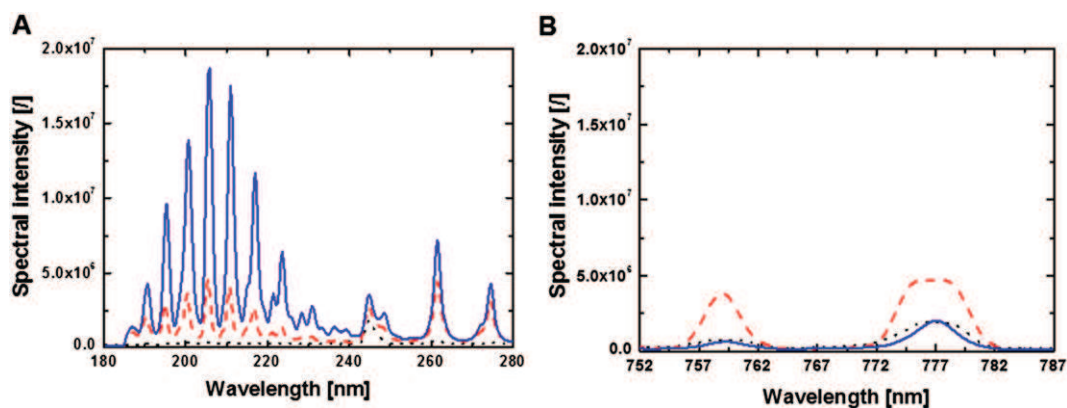 A
B
Spectral intensity [/]
2.0x10⁷
1.5x10⁷
1.0x10⁷
5.0x10⁶
0.0
180 200 220 240 260 280
Wavelength [nm]
Spectral intensity [/]
2.0x10⁷
1.5x10⁷
1.0x10⁷
5.0x10⁶
0.0
752 757 762 767 772 777 782 787
Wavelength [nm]